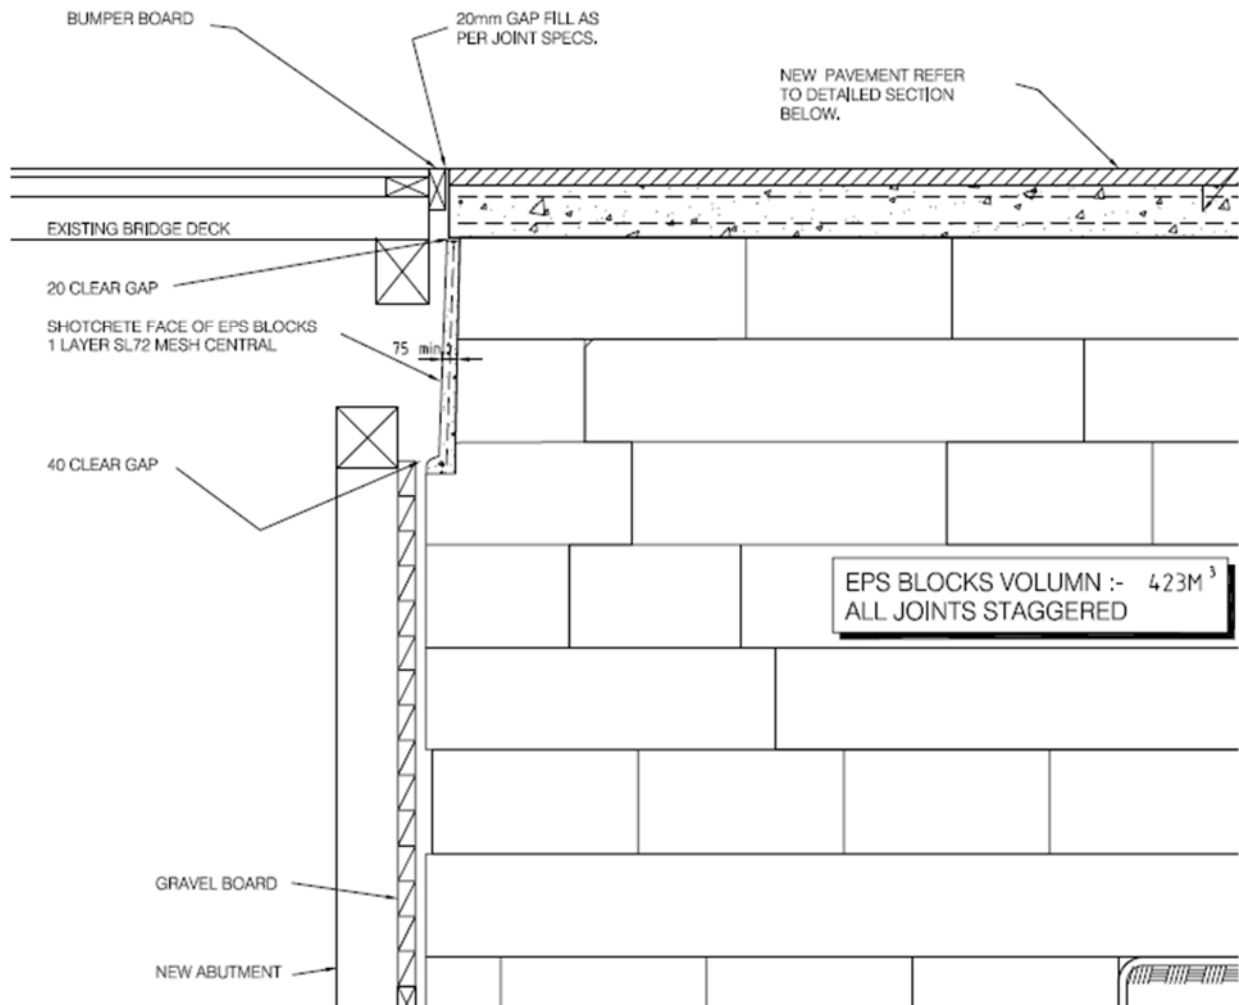 BUMPER BOARD
20mm GAP FILL AS
PER JOINT SPECS.
NEW PAVEMENT REFER
TO DETAILED SECTION
BELOW.
EXISTING BRIDGE DECK
20 CLEAR GAP
SHOTCRETE FACE OF EPS BLOCKS
1 LAYER SL72 MESH CENTRAL
75 min
40 CLEAR GAP
EPS BLOCKS VOLUMN :- 423M³
ALL JOINTS STAGGERED
GRAVEL BOARD
NEW ABUTMENT